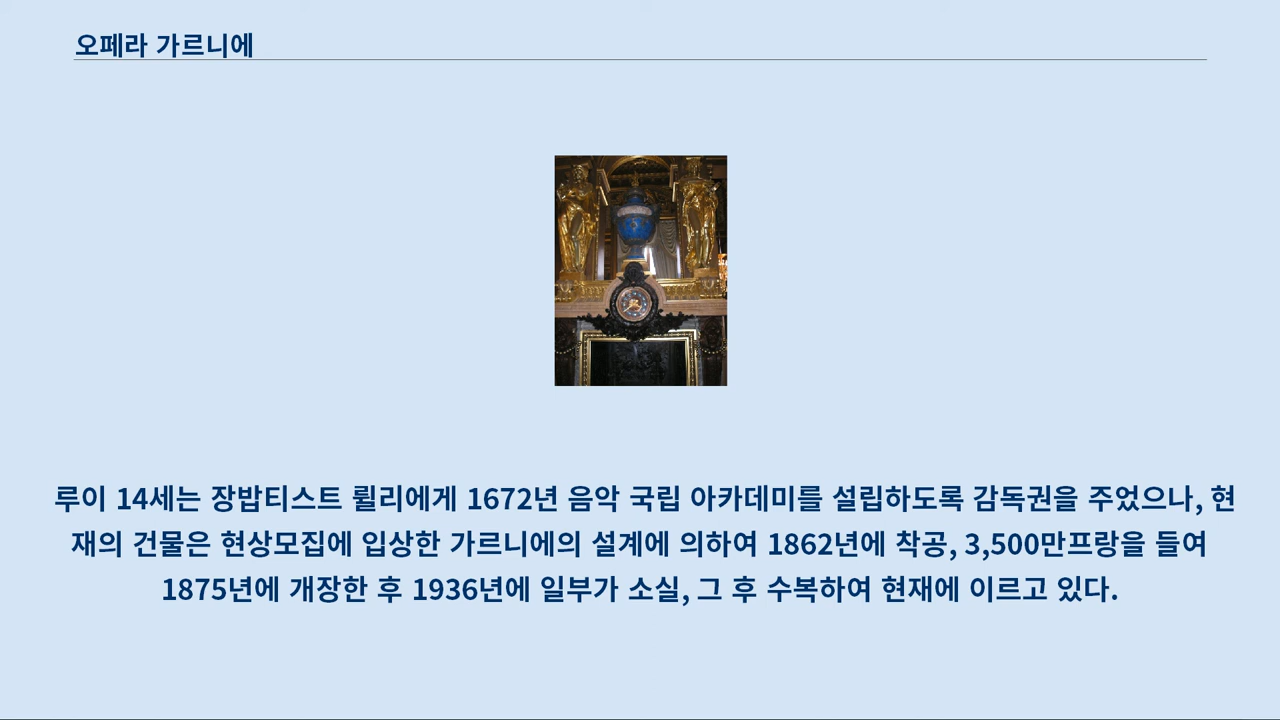 오페라 가르니에
루이 14세는 장밥티스트 륄리에게 1672년 음악 국립 아카데미를 설립하도록 감독권을 주었으나, 현
재의 건물은 현상모집에 입상한 가르니에의 설계에 의하여 1862년에 착공, 3,500만프랑을 들여
1875년에 개장한 후 1936년에 일부가 소실, 그 후 수복하여 현재에 이르고 있다.